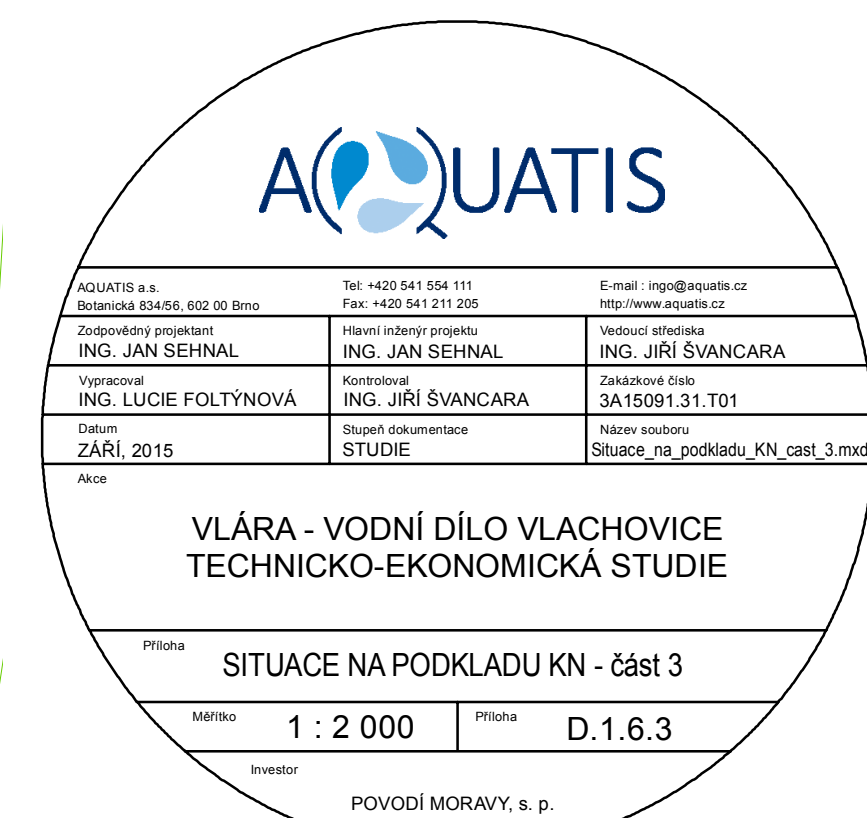 AQUATIS
AQUATIS a.s.
Botanická 834/56, 602 00 Brno
Tel: +420 541 554 111
Fax: +420 541 211 205
E-mail : ingo@aquatis.cz
http://www.aquatis.cz
Zodpovědný projektant
ING. JAN SEHNAL
Hlavní inženýr projektu
ING. JAN SEHNAL
Vedoucí střediska
ING. JIŘÍ ŠVANCARA
Vypracoval
ING. LUCIE FOLTÝNOVÁ
Kontroloval
ING. JIŘÍ ŠVANCARA
Zakázkové číslo
3A15091.31.T01
Datum
ZÁŘÍ, 2015
Stupeň dokumentace
STUDIE
Název souboru
Situace_na_podkladu_KN_cast_3.mxd
Akce
VLÁRA - VODNÍ DÍLO VLACHOVICE
TECHNICKO-EKONOMICKÁ STUDIE
Příloha
SITUACE NA PODKLADU KN - část 3
Měřítko
1 : 2 000
Příloha
D.1.6.3
Investor
POVODÍ MORAVY, s. p.